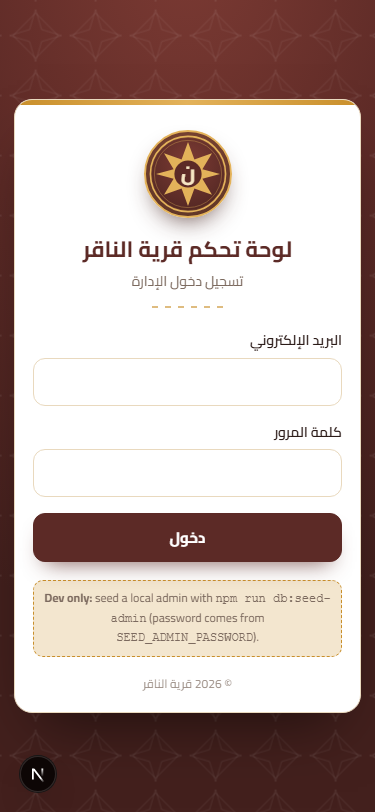 ن
لوحة تحكم قرية الناقر
تسجيل دخول الإدارة
البريد الإلكتروني
كلمة المرور
دخول
Dev only: seed a local admin with npm run db:seed-
admin (password comes from
SEED_ADMIN_PASSWORD).
© 2026 قرية الناقر
N